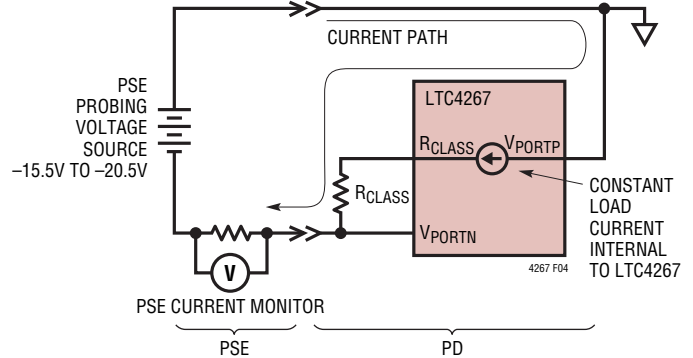 CURRENT PATH
PSE
PROBING
VOLTAGE
SOURCE
–15.5V TO –20.5V
LTC4267
RCLASS
VPORTP
RCLASS
CONSTANT
LOAD
CURRENT
INTERNAL
TO LTC4267
VPORTN
4267 F04
V
PSE CURRENT MONITOR
PSE
PD